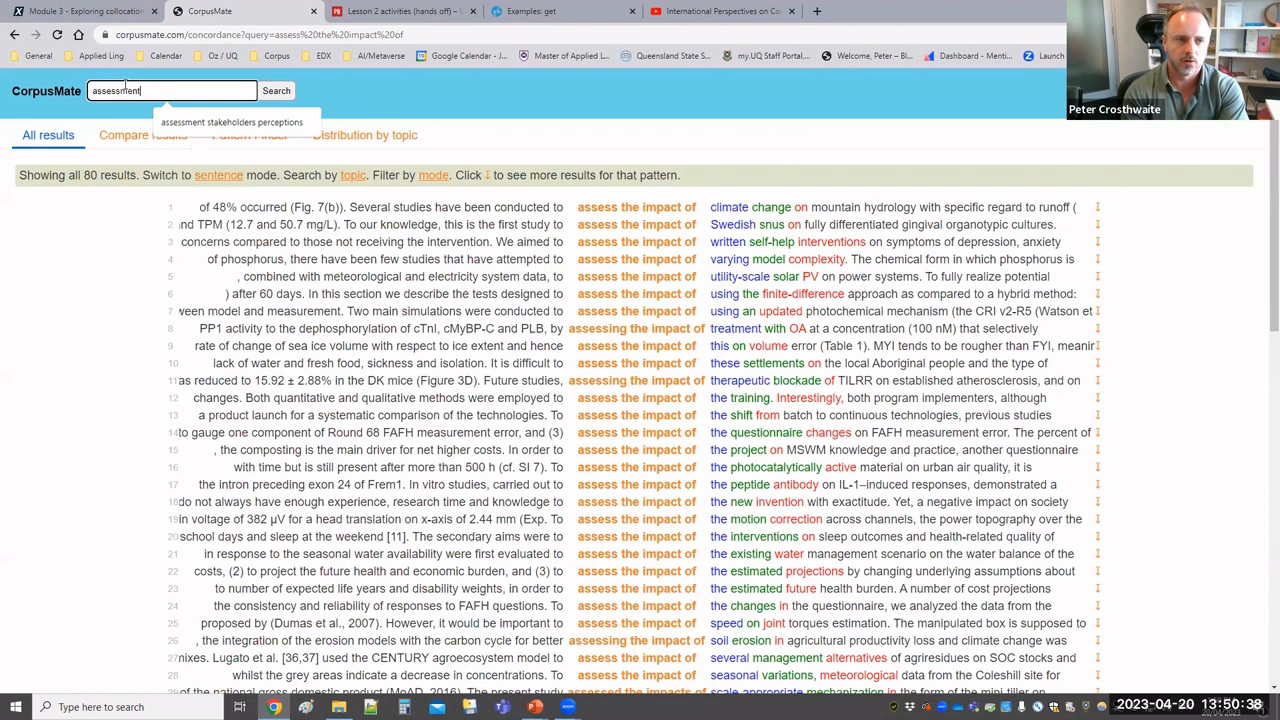 Module 3 - Exploring collocation
CorpusMate
Lesson 2 activities (hands off) -
Examples: get
International Perspectives on Co
corpusmate.com/concordance?query=assess%20the%20impact%20of
General
Applied Ling
Calendar
Oz / UQ
Corpus
EDX
AI/Metaverse
Google Calendar - J...
Master of Applied L...
Queensland State S...
my.UQ Staff Portal,...
Welcome, Peter – Bl...
Dashboard - Mentin...
Peter Crosthwaite
CorpusMate
assessment
Search
assessment stakeholders perceptions
All results
Compare results
Pattern Finder
Distribution by topic
Showing all 80 results. Switch to sentence mode. Search by topic. Filter by mode. Click ↧ to see more results for that pattern.
1 of 48% occurred (Fig. 7(b)). Several studies have been conducted to assess the impact of climate change on mountain hydrology with specific regard to runoff (
2 nd TPM (12.7 and 50.7 mg/L). To our knowledge, this is the first study to assess the impact of Swedish snus on fully differentiated gingival organotypic cultures.
3 concerns compared to those not receiving the intervention. We aimed to assess the impact of written self-help interventions on symptoms of depression, anxiety
4 of phosphorus, there have been few studies that have attempted to assess the impact of varying model complexity. The chemical form in which phosphorus is
5 , combined with meteorological and electricity system data, to assess the impact of utility-scale solar PV on power systems. To fully realize potential
6 ) after 60 days. In this section we describe the tests designed to assess the impact of using the finite-difference approach as compared to a hybrid method:
7 ween model and measurement. Two main simulations were conducted to assess the impact of using an updated photochemical mechanism (the CRI v2-R5 (Watson et
8 PP1 activity to the dephosphorylation of cTnI, cMyBP-C and PLB, by assessing the impact of treatment with OA at a concentration (100 nM) that selectively
9 rate of change of sea ice volume with respect to ice extent and hence assess the impact of this on volume error (Table 1). MYI tends to be rougher than FYI, meanir
10 lack of water and fresh food, sickness and isolation. It is difficult to assess the impact of these settlements on the local Aboriginal people and the type of
11 as reduced to 15.92 ± 2.88% in the DK mice (Figure 3D). Future studies, assessing the impact of therapeutic blockade of TILRR on established atherosclerosis, and on
12 changes. Both quantitative and qualitative methods were employed to assess the impact of the training. Interestingly, both program implementers, although
13 a product launch for a systematic comparison of the technologies. To assess the impact of the shift from batch to continuous technologies, previous studies
14 to gauge one component of Round 68 FAFH measurement error, and (3) assess the impact of the questionnaire changes on FAFH measurement error. The percent of
15 , the composting is the main driver for net higher costs. In order to assess the impact of the project on MSWM knowledge and practice, another questionnaire
16 with time but is still present after more than 500 h (cf. SI 7). To assess the impact of the photocatalytically active material on urban air quality, it is
17 the intron preceding exon 24 of Frem1. In vitro studies, carried out to assess the impact of the peptide antibody on IL-1–induced responses, demonstrated a
18 do not always have enough experience, research time and knowledge to assess the impact of the new invention with exactitude. Yet, a negative impact on society
19 in voltage of 382 μV for a head translation on x-axis of 2.44 mm (Exp. To assess the impact of the motion correction across channels, the power topography over the
20 school days and sleep at the weekend [11]. The secondary aims were to assess the impact of the interventions on sleep outcomes and health-related quality of
21 in response to the seasonal water availability were first evaluated to assess the impact of the existing water management scenario on the water balance of the
22 costs, (2) to project the future health and economic burden, and (3) to assess the impact of the estimated projections by changing underlying assumptions about
23 to number of expected life years and disability weights, in order to assess the impact of the estimated future health burden. A number of cost projections
24 the consistency and reliability of responses to FAFH questions. To assess the impact of the changes in the questionnaire, we analyzed the data from the
25 proposed by (Dumas et al., 2007). However, it would be important to assess the impact of speed on joint torques estimation. The manipulated box is supposed to
26 , the integration of the erosion models with the carbon cycle for better assessing the impact of soil erosion in agricultural productivity loss and climate change was
27 nixes. Lugato et al. [36,37] used the CENTURY agroecosystem model to assess the impact of several management alternatives of agriresidues on SOC stocks and
28 whilst the grey areas indicate a decrease in concentrations. To assess the impact of seasonal variations, meteorological data from the Coleshill site for
29 of the national gross domestic product (MoAD, 2016). The present study assessed the impact of scale-appropriate mechanization in the form of the mini tiller on
Type here to search
2023-04-20 13:50:38